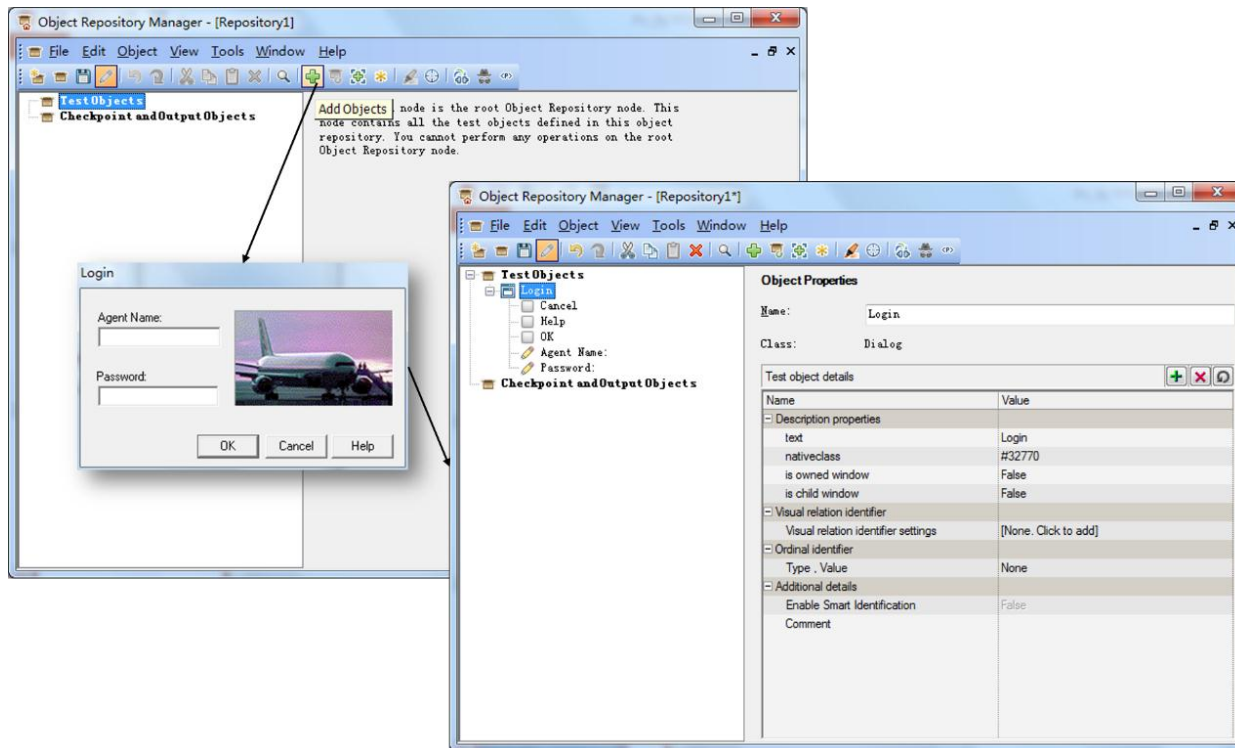 Object Repository Manager - [Repository1]
File Edit Object View Tools Window Help
Test Objects
Checkpoint and Output Objects
Add Objects
node is the root Object Repository node. This
node contains all the test objects defined in this object
repository. You cannot perform any operations on the root
Object Repository node.
Login
Agent Name:
Password:
OK Cancel Help
Object Repository Manager - [Repository1*]
File Edit Object View Tools Window Help
Test Objects
Login
Cancel
Help
OK
Agent Name:
Password:
Checkpoint and Output Objects
Object Properties
Name: Login
Class: Dialog
Test object details
Name Value
Description properties
text Login
nativeclass #32770
is owned window False
is child window False
Visual relation identifier
Visual relation identifier settings [None. Click to add]
Ordinal identifier
Type , Value None
Additional details
Enable Smart Identification False
Comment